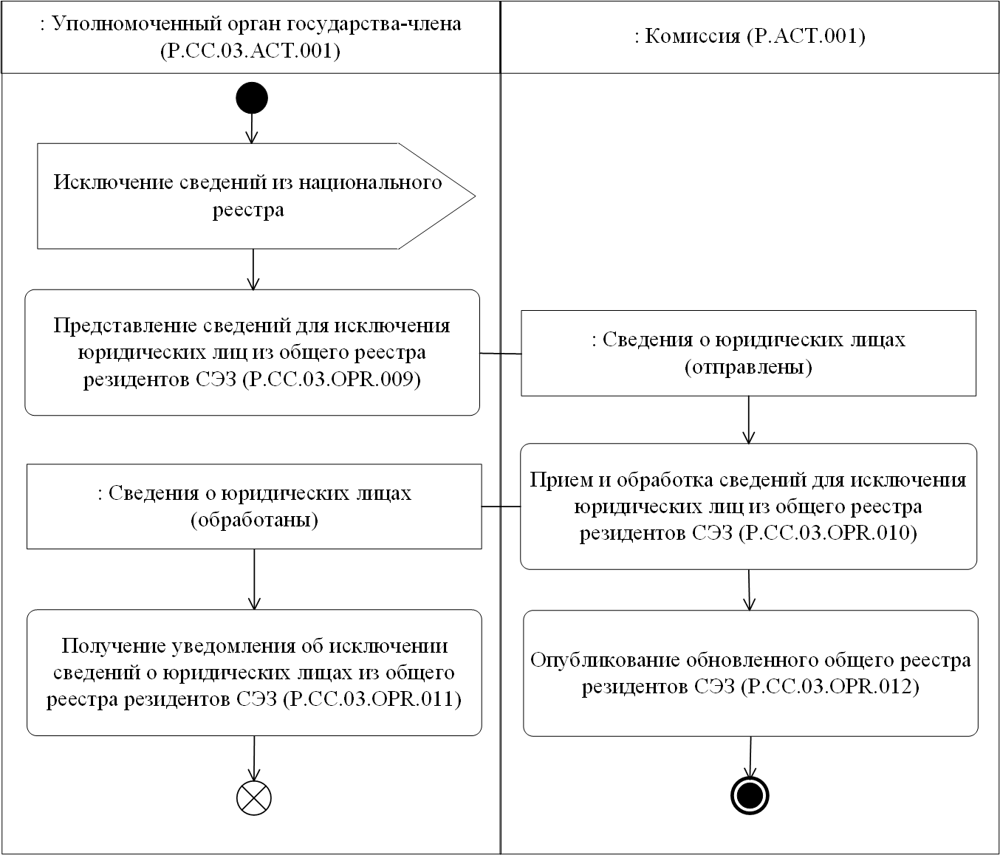 : Уполномоченный орган государства-члена
(P.CC.03.ACT.001)
: Комиссия (P.ACT.001)
Исключение сведений из национального
реестра
Представление сведений для исключения
юридических лиц из общего реестра
резидентов СЭЗ (P.CC.03.OPR.009)
: Сведения о юридических лицах
(отправлены)
Прием и обработка сведений для исключения
юридических лиц из общего реестра
резидентов СЭЗ (P.CC.03.OPR.010)
: Сведения о юридических лицах
(обработаны)
Получение уведомления об исключении
сведений о юридических лицах из общего
реестра резидентов СЭЗ (P.CC.03.OPR.011)
Опубликование обновленного общего реестра
резидентов СЭЗ (P.CC.03.OPR.012)